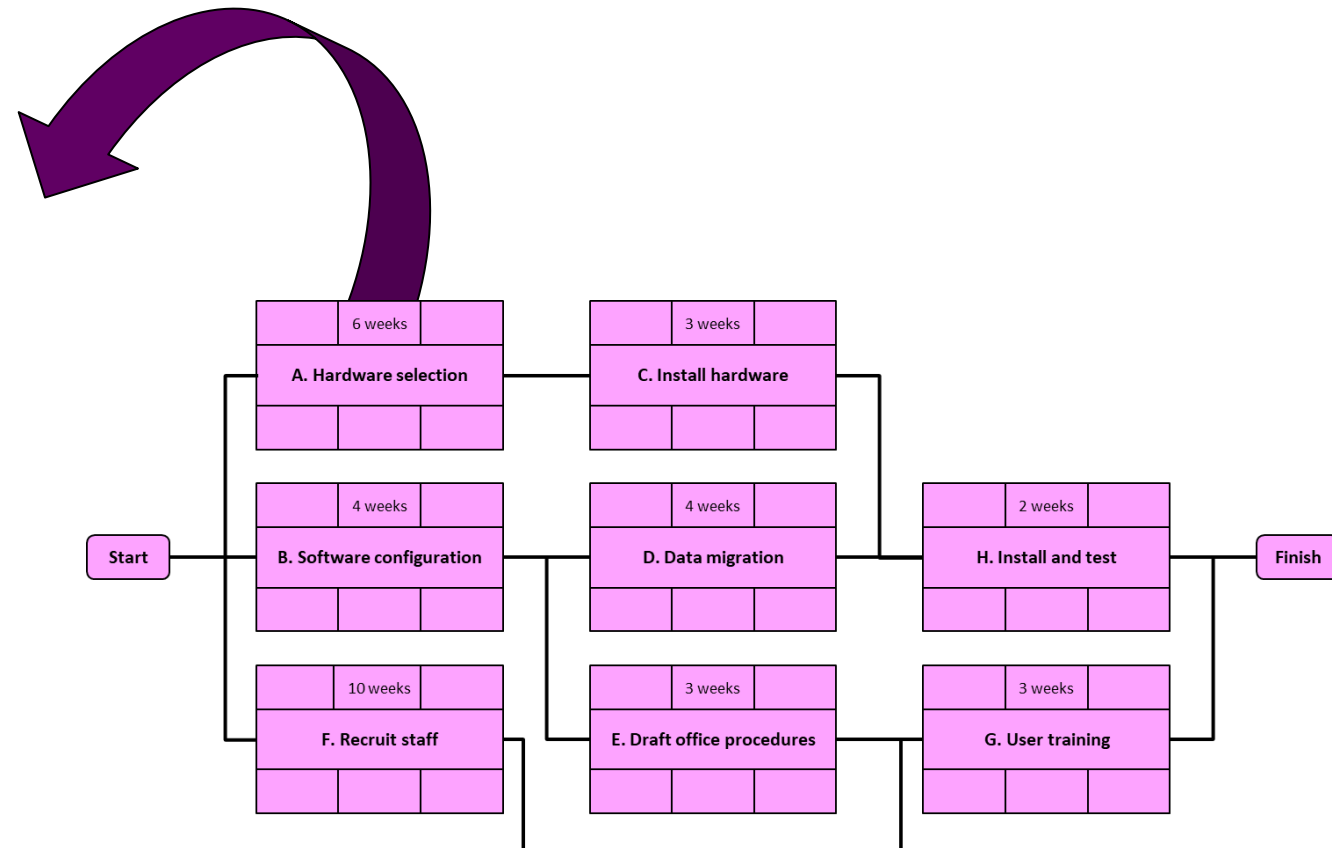 6 weeks
3 weeks
A. Hardware selection
C. Install hardware
4 weeks
4 weeks
2 weeks
Start
B. Software configuration
D. Data migration
H. Install and test
Finish
10 weeks
3 weeks
3 weeks
F. Recruit staff
E. Draft office procedures
G. User training